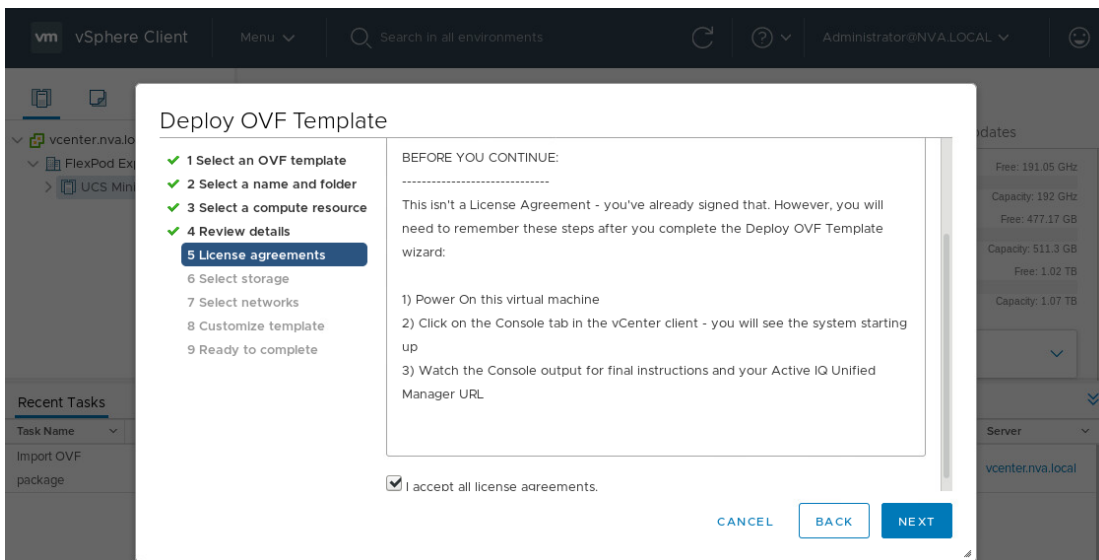 vm vSphere Client Menu Search in all environments Administrator@NVA.LOCAL
vcenter.nva.lo
FlexPod Ex
UCS Mini
Deploy OVF Template
1 Select an OVF template
2 Select a name and folder
3 Select a compute resource
4 Review details
5 License agreements
6 Select storage
7 Select networks
8 Customize template
9 Ready to complete
BEFORE YOU CONTINUE:
------------------------------
This isn't a License Agreement - you've already signed that. However, you will
need to remember these steps after you complete the Deploy OVF Template
wizard:
1) Power On this virtual machine
2) Click on the Console tab in the vCenter client - you will see the system starting
up
3) Watch the Console output for final instructions and your Active IQ Unified
Manager URL
I accept all license agreements.
CANCEL BACK NEXT
dates
Free: 191.05 GHz
Capacity: 192 GHz
Free: 477.17 GB
Capacity: 511.3 GB
Free: 1.02 TB
Capacity: 1.07 TB
Recent Tasks
Task Name Server
Import OVF
package
vcenter.nva.local